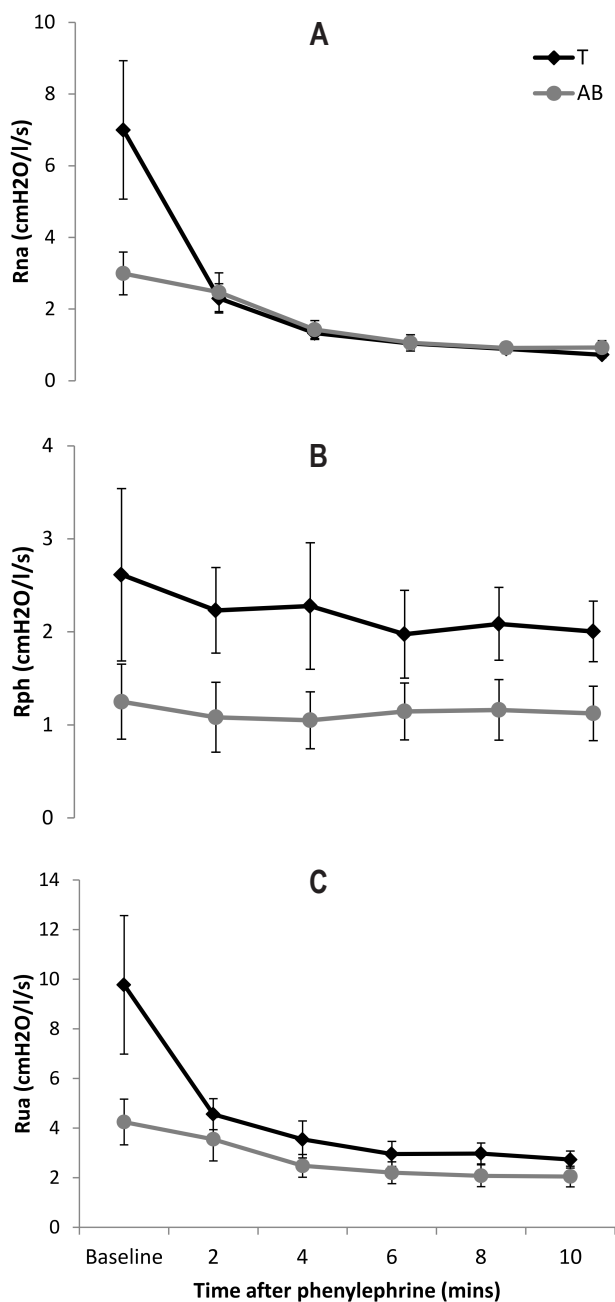 A
T
AB
10
8
6
4
2
0
Rna (cmH2O/l/s)
B
4
3
2
1
0
Rph (cmH2O/l/s)
C
14
12
10
8
6
4
2
0
Rua (cmH2O/l/s)
Baseline 2 4 6 8 10
Time after phenylephrine (mins)